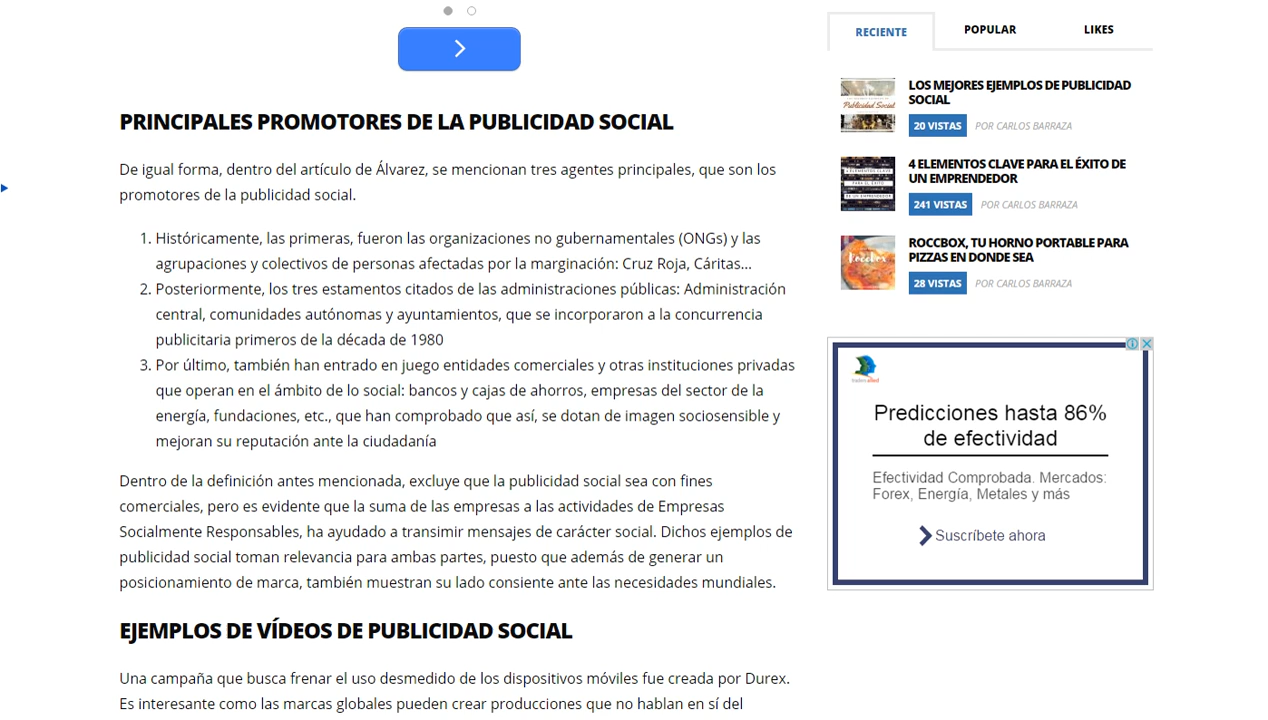 PRINCIPALES PROMOTORES DE LA PUBLICIDAD SOCIAL
De igual forma, dentro del artículo de Álvarez, se mencionan tres agentes principales, que son los
promotores de la publicidad social.
1. Históricamente, las primeras, fueron las organizaciones no gubernamentales (ONGs) y las
agrupaciones y colectivos de personas afectadas por la marginación: Cruz Roja, Cáritas...
2. Posteriormente, los tres estamentos citados de las administraciones públicas: Administración
central, comunidades autónomas y ayuntamientos, que se incorporaron a la concurrencia
publicitaria primeros de la década de 1980
3. Por último, también han entrado en juego entidades comerciales y otras instituciones privadas
que operan en el ámbito de lo social: bancos y cajas de ahorros, empresas del sector de la
energía, fundaciones, etc., que han comprobado que así, se dotan de imagen sociosensible y
mejoran su reputación ante la ciudadanía
Dentro de la definición antes mencionada, excluye que la publicidad social sea con fines
comerciales, pero es evidente que la suma de las empresas a las actividades de Empresas
Socialmente Responsables, ha ayudado a transimir mensajes de carácter social. Dichos ejemplos de
publicidad social toman relevancia para ambas partes, puesto que además de generar un
posicionamiento de marca, también muestran su lado consiente ante las necesidades mundiales.
EJEMPLOS DE VÍDEOS DE PUBLICIDAD SOCIAL
Una campaña que busca frenar el uso desmedido de los dispositivos móviles fue creada por Durex.
Es interesante como las marcas globales pueden crear producciones que no hablan en sí del
RECIENTE POPULAR LIKES
Publicidad Social
LOS MEJORES EJEMPLOS DE PUBLICIDAD
SOCIAL
20 VISTAS POR CARLOS BARRAZA
4 ELEMENTOS CLAVE PARA EL ÉXITO DE
UN EMPRENDEDOR
241 VISTAS POR CARLOS BARRAZA
Roccbox
ROCCBOX, TU HORNO PORTABLE PARA
PIZZAS EN DONDE SEA
28 VISTAS POR CARLOS BARRAZA
Predicciones hasta 86%
de efectividad
Efectividad Comprobada. Mercados:
Forex, Energía, Metales y más
Suscríbete ahora